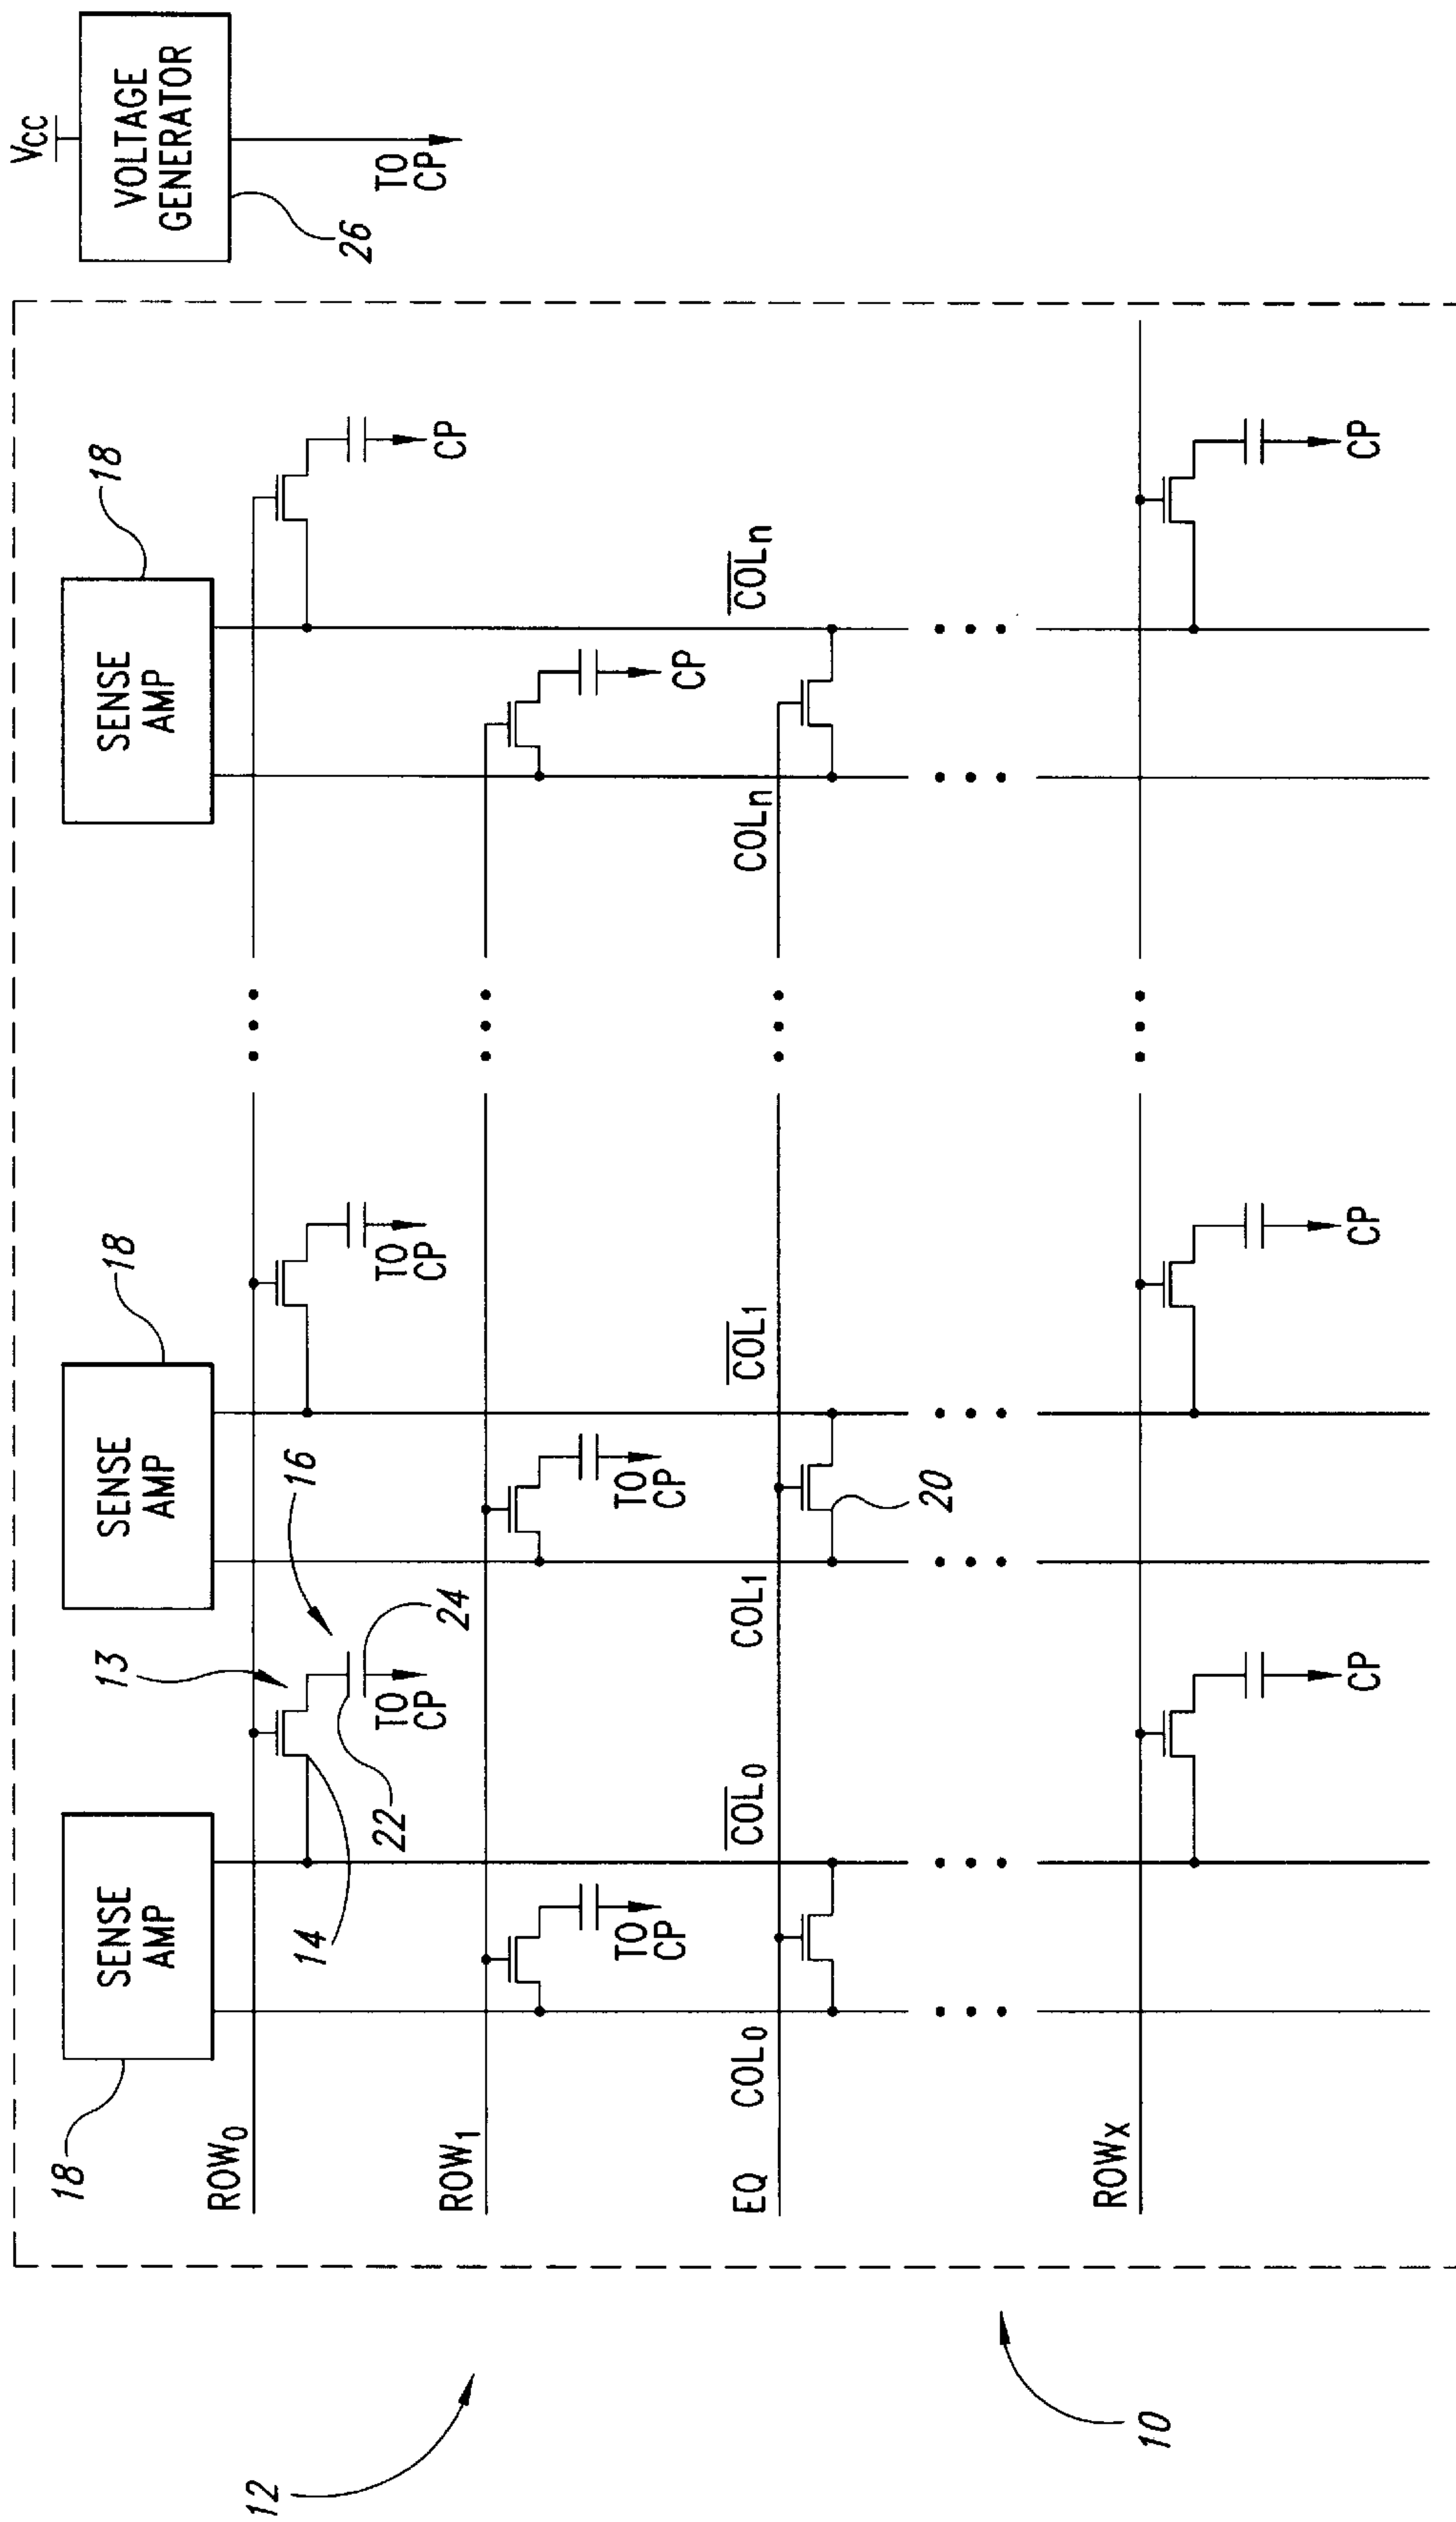 18
SENSE
AMP
SENSE
AMP
18
SENSE
AMP
18
VCC
VOLTAGE
GENERATOR
26
TO
CP
12
ROW0
14
13
22
TO
CP
24
16
TO
CP
CP
ROW1
TO
CP
TO
CP
CP
COL0
COL0
COL1
COL1
COLn
COLn
EQ
20
10
ROWX
CP
CP
CP